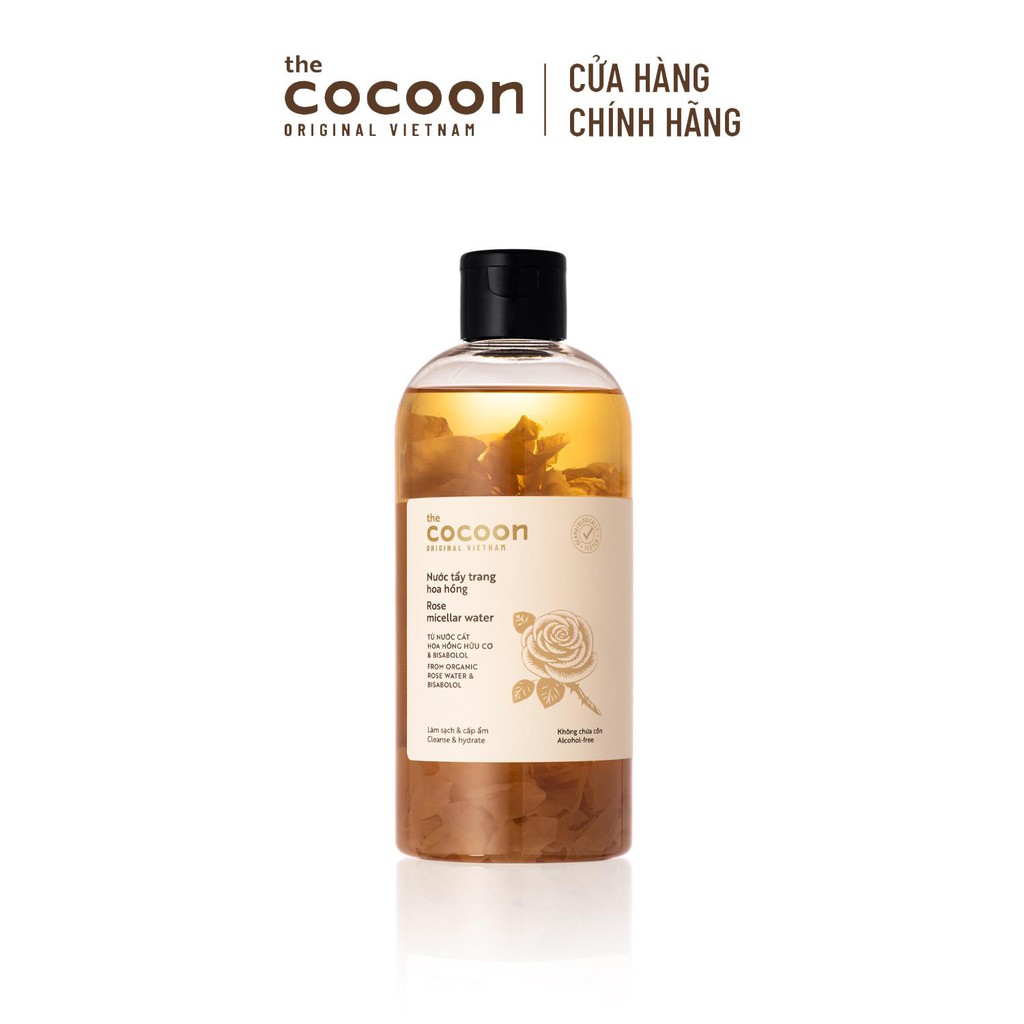 the
cocoon
ORIGINAL VIETNAM
CỬA HÀNG
CHÍNH HÃNG
the
cocoon
ORIGINAL VIETNAM
DERMATOLOGICALLY
TESTED
Nước tẩy trang
hoa hồng
Rose
micellar water
TỪ NƯỚC CẤT
HOA HỒNG HỮU CƠ
& BISABOLOL
FROM ORGANIC
ROSE WATER &
BISABOLOL
Làm sạch & cấp ẩm
Cleanse & hydrate
Không chứa cồn
Alcohol-free